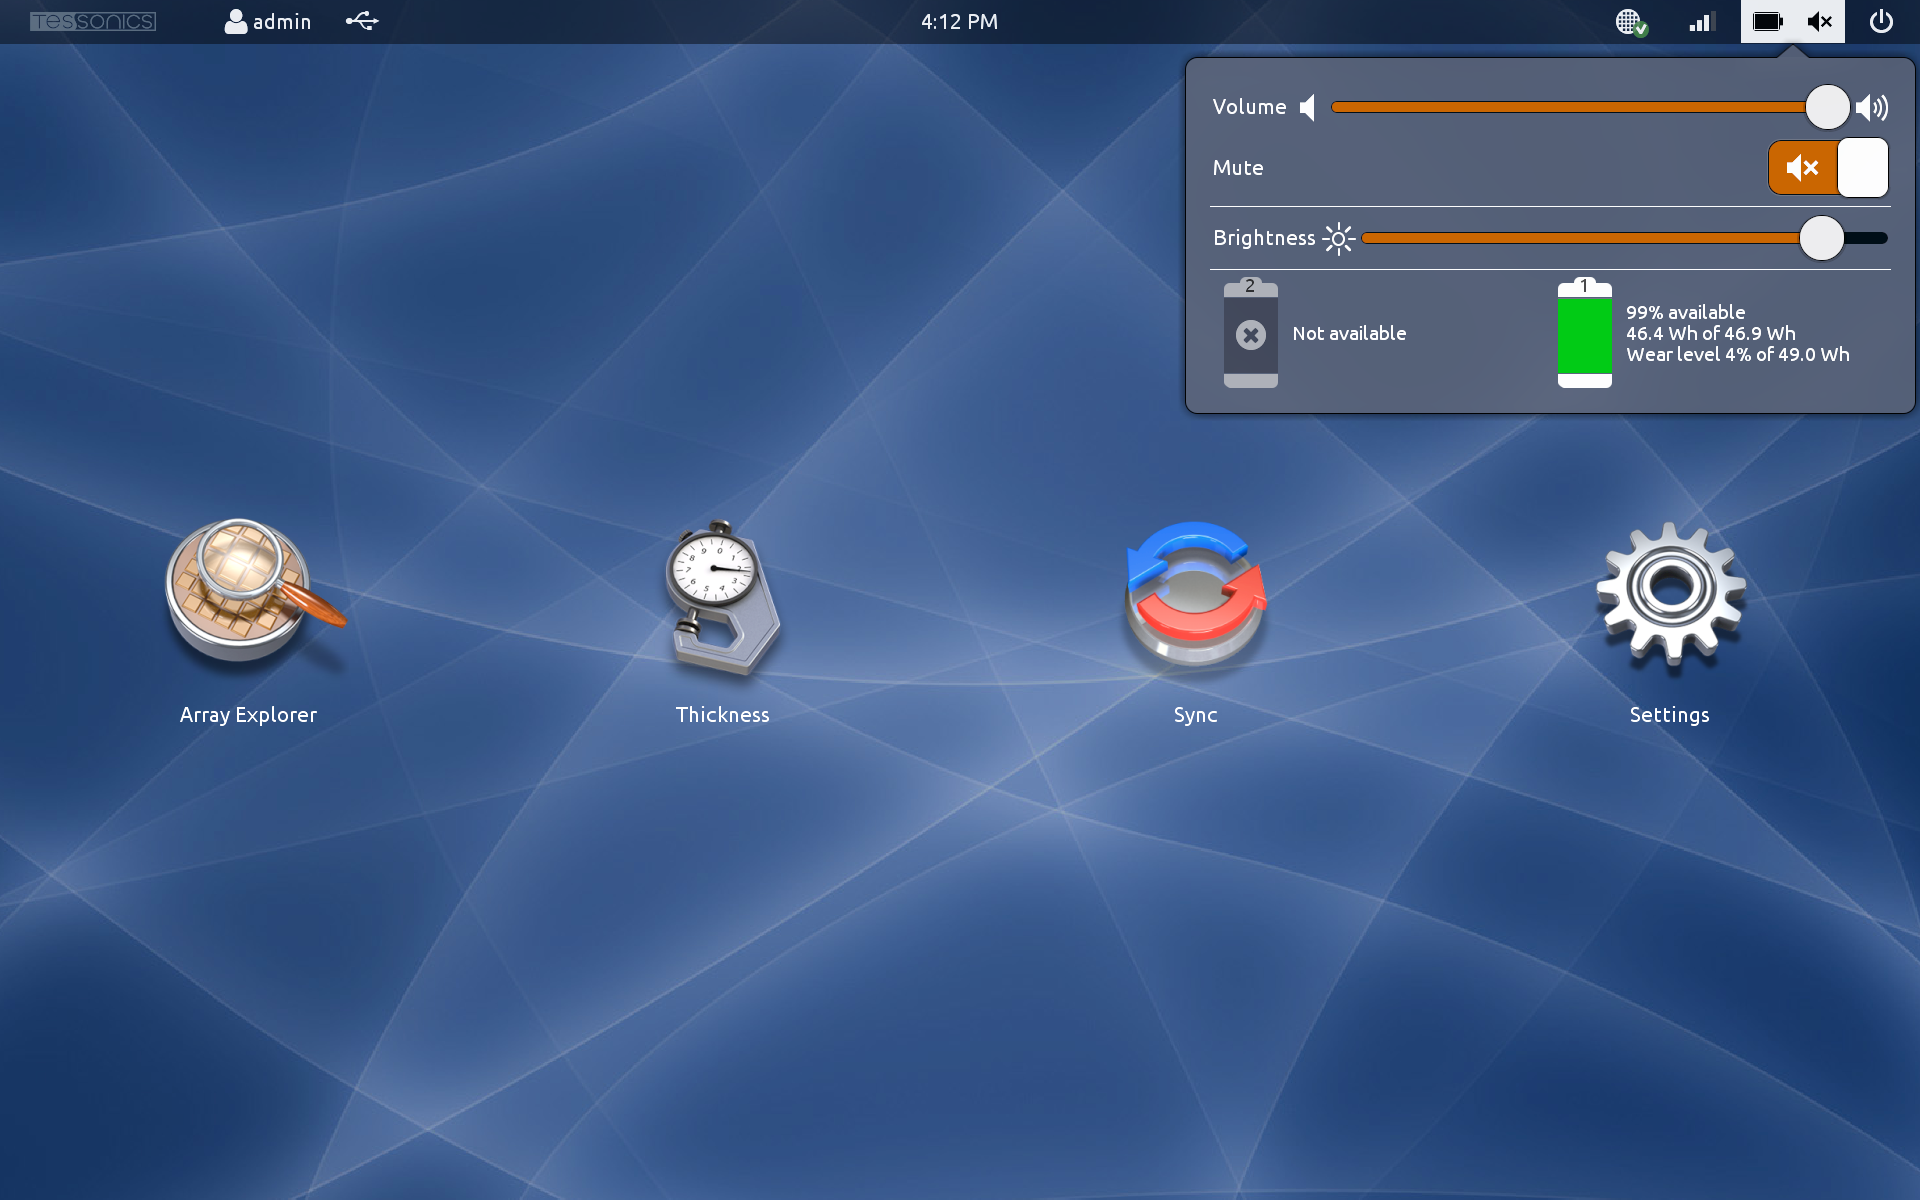 TESSONICS
admin
4:12 PM
Volume
Mute
Brightness
2
Not available
1
99% available
46.4 Wh of 46.9 Wh
Wear level 4% of 49.0 Wh
Array Explorer
Thickness
Sync
Settings